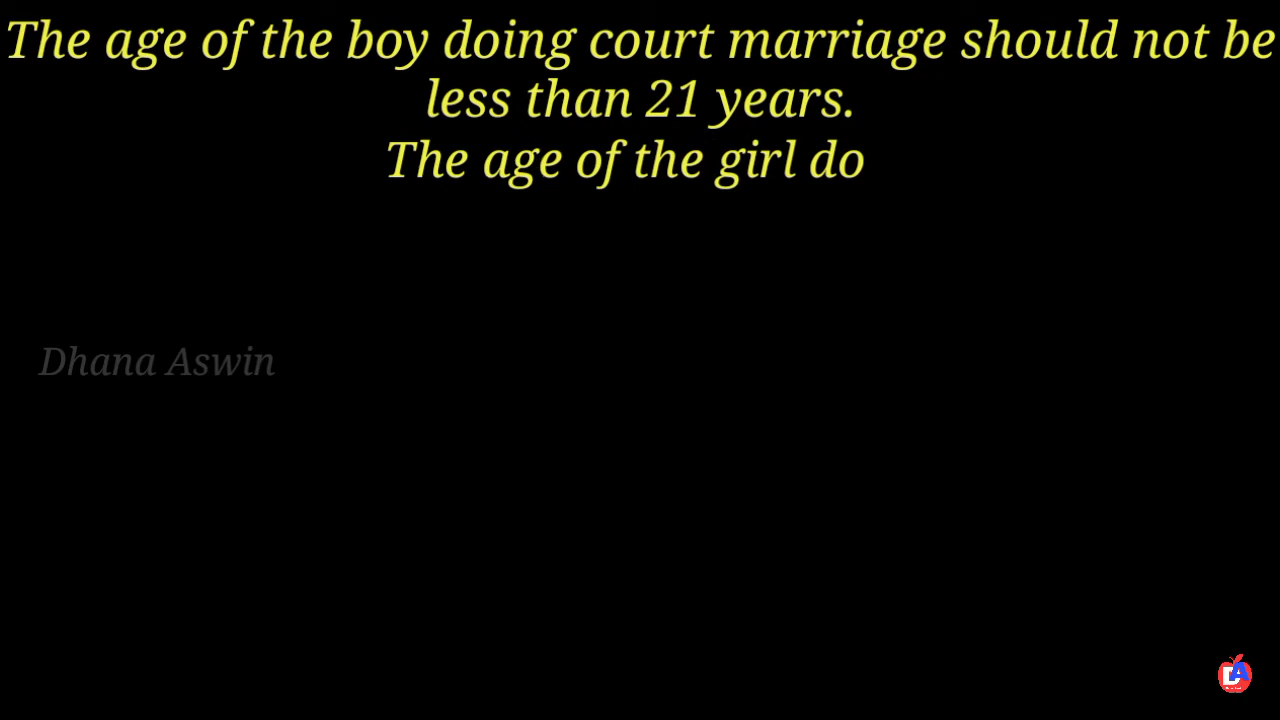 The age of the boy doing court marriage should not be
less than 21 years.
The age of the girl do
Dhana Aswin
DA